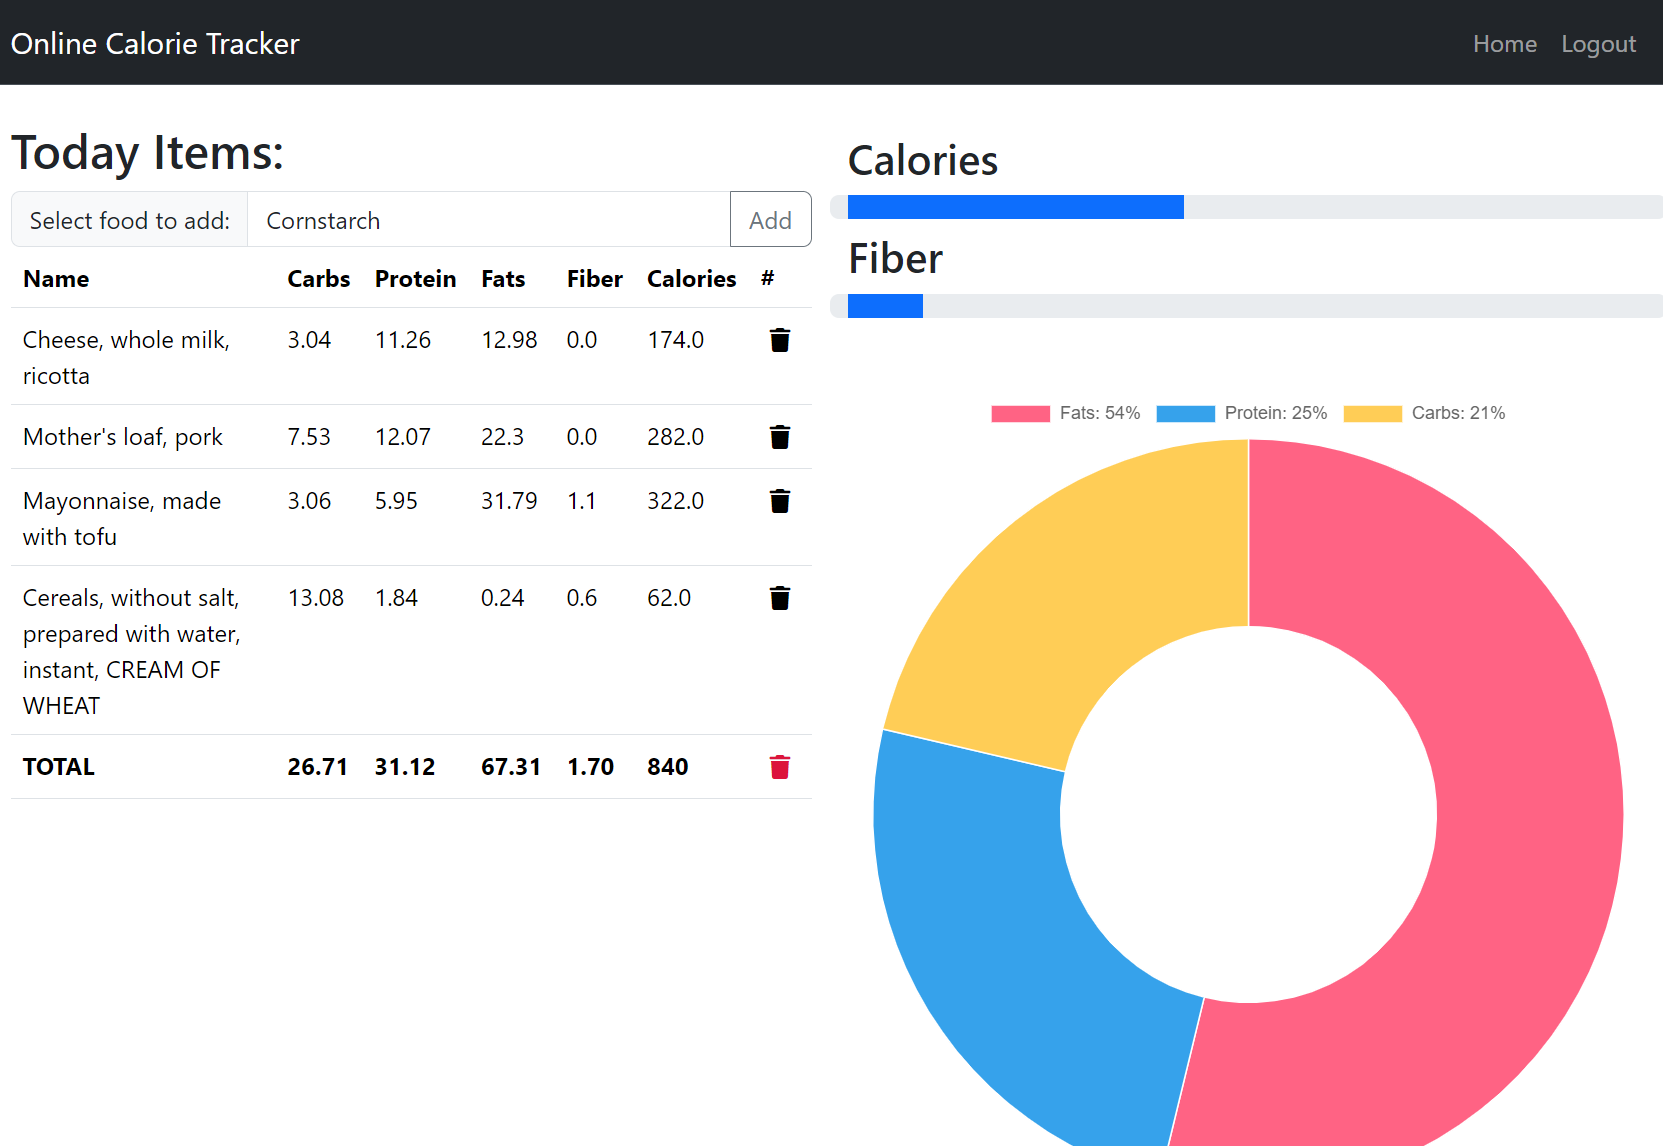 Online Calorie Tracker
Home Logout
Today Items:
Select food to add: Cornstarch Add
Name Carbs Protein Fats Fiber Calories #
Cheese, whole milk, 3.04 11.26 12.98 0.0 174.0
ricotta
Mother's loaf, pork 7.53 12.07 22.3 0.0 282.0
Mayonnaise, made 3.06 5.95 31.79 1.1 322.0
with tofu
Cereals, without salt, 13.08 1.84 0.24 0.6 62.0
prepared with water,
instant, CREAM OF
WHEAT
TOTAL 26.71 31.12 67.31 1.70 840
Calories
Fiber
Fats: 54% Protein: 25% Carbs: 21%